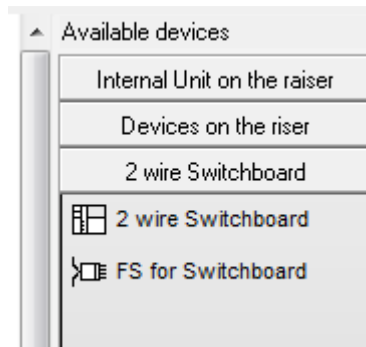 Available devices
Internal Unit on the raiser
Devices on the riser
2 wire Switchboard
2 wire Switchboard
FS for Switchboard